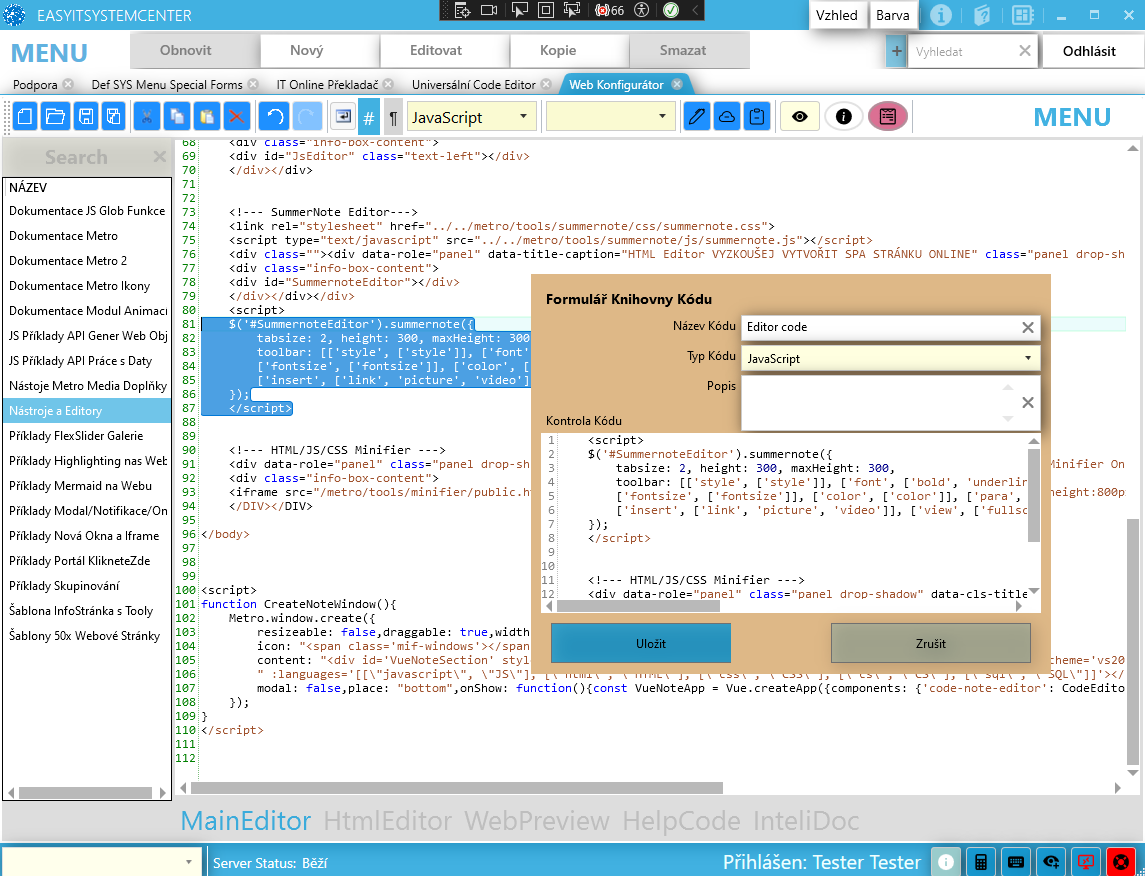 EASYITSYSTEMCENTER
66
Vzhled
Barva
MENU
Obnovit
Nový
Editovat
Kopie
Smazat
+
Vyhledat
Odhlásit
Podpora
Def SYS Menu Special Forms
IT Online Překladač
Universální Code Editor
Web Konfigurátor
#
¶
JavaScript
MENU
Search
NÁZEV
Dokumentace JS Glob Funkce
Dokumentace Metro
Dokumentace Metro 2
Dokumentace Metro Ikony
Dokumentace Modul Animací
JS Příklady API Gener Web Obj
JS Příklady API Práce s Daty
Nástoje Metro Media Doplňky
Nástroje a Editory
Příklady FlexSlider Galerie
Příklady Highlighting nas Web
Příklady Mermaid na Webu
Příklady Modal/Notifikace/On
Příklady Nová Okna a Iframe
Příklady Portál KlikneteZde
Příklady Skupinování
Šablona InfoStránka s Tooly
Šablony 50x Webové Stránky
68 <div class="info-box-content">
69 <div id="JsEditor" class="text-left"></div>
70 </div></div>
71
72
73 <!--- SummerNote Editor--->
74 <link rel="stylesheet" href="../../metro/tools/summernote/css/summernote.css">
75 <script type="text/javascript" src="../../metro/tools/summernote/js/summernote.js"></script>
76 <div class=""><div data-role="panel" data-title-caption="HTML Editor VYZKOUŠEJ VYTVOŘIT SPA STRÁNKU ONLINE" class="panel drop-sh
77 <div class="info-box-content">
78 <div id="SummernoteEditor"></div>
79 </div></div></div>
80 <script>
81 $('#SummernoteEditor').summernote({
82 tabsize: 2, height: 300, maxHeight: 300
83 toolbar: [['style', ['style']], ['font'
84 ['fontsize', ['fontsize']], ['color', [
85 ['insert', ['link', 'picture', 'video']
86 });
87 </script>
88
89
90 <!--- HTML/JS/CSS Minifier --->
91 <div data-role="panel" class="panel drop-sha Minifier On
92 <div class="info-box-content">
93 <iframe src="/metro/tools/minifier/public.h height:800p
94 </DIV></DIV>
95
96 </body>
97
98
99
100 <script>
101 function CreateNoteWindow(){
102 Metro.window.create({
103 resizeable: false,draggable: true,width
104 icon: "<span class='mif-windows'></span
105 content: "<div id='VueNoteSection' styl cheme='vs20
106 " :languages='[[\"javascript\", \"JS\"], [\"html\", \"HTML\"], [\"css\", \"CSS\"], [\"cs\", \"CS\"], [\"sql\", \"SQL\"]]'></
107 modal: false,place: "bottom",onShow: function(){const VueNoteApp = Vue.createApp({components: {'code-note-editor': CodeEdito
108 });
109 }
110 </script>
111
112
Formulář Knihovny Kódu
Název Kódu
Editor code
Typ Kódu
JavaScript
Popis
Kontrola Kódu
1 <script>
2 $('#SummernoteEditor').summernote({
3 tabsize: 2, height: 300, maxHeight: 300,
4 toolbar: [['style', ['style']], ['font', ['bold', 'underlin
5 ['fontsize', ['fontsize']], ['color', ['color']], ['para',
6 ['insert', ['link', 'picture', 'video']], ['view', ['fullsc
7 });
8 </script>
9
10
11 <!--- HTML/JS/CSS Minifier --->
12 <div data-role="panel" class="panel drop-shadow" data-cls-title
Uložit
Zrušit
MainEditor
HtmlEditor
WebPreview
HelpCode
InteliDoc
Server Status: Běží
Přihlášen: Tester Tester